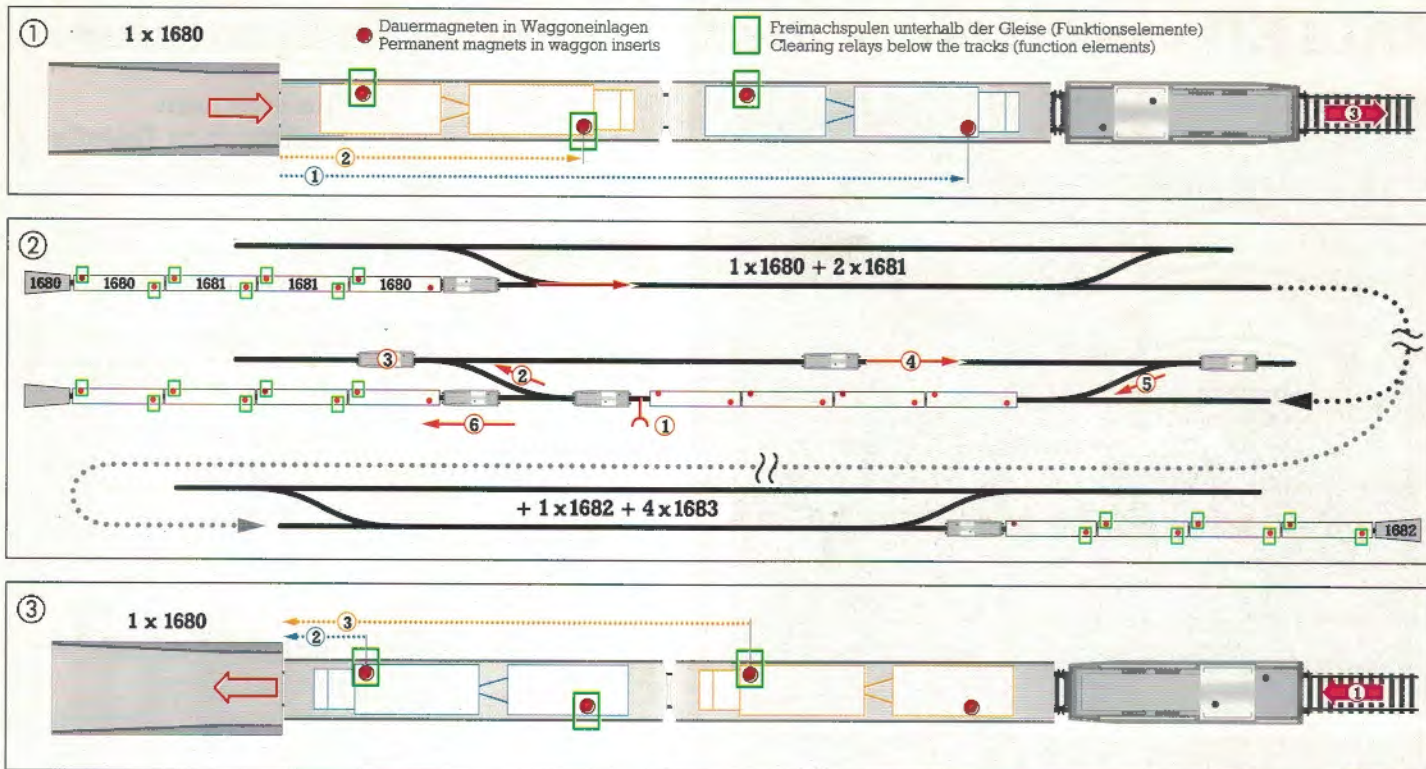 ① 1 x 1680
Dauermagneten in Waggoneinlagen
Permanent magnets in waggon inserts
Freimachspulen unterhalb der Gleise (Funktionselemente)
Clearing relays below the tracks (function elements)
③
②
①
②
1 x 1680 + 2 x 1681
1680 1680 1681 1681 1680
③ ④
② ⑤
① ⑥
+ 1 x 1682 + 4 x 1683
1682
③ 1 x 1680
③
②
①